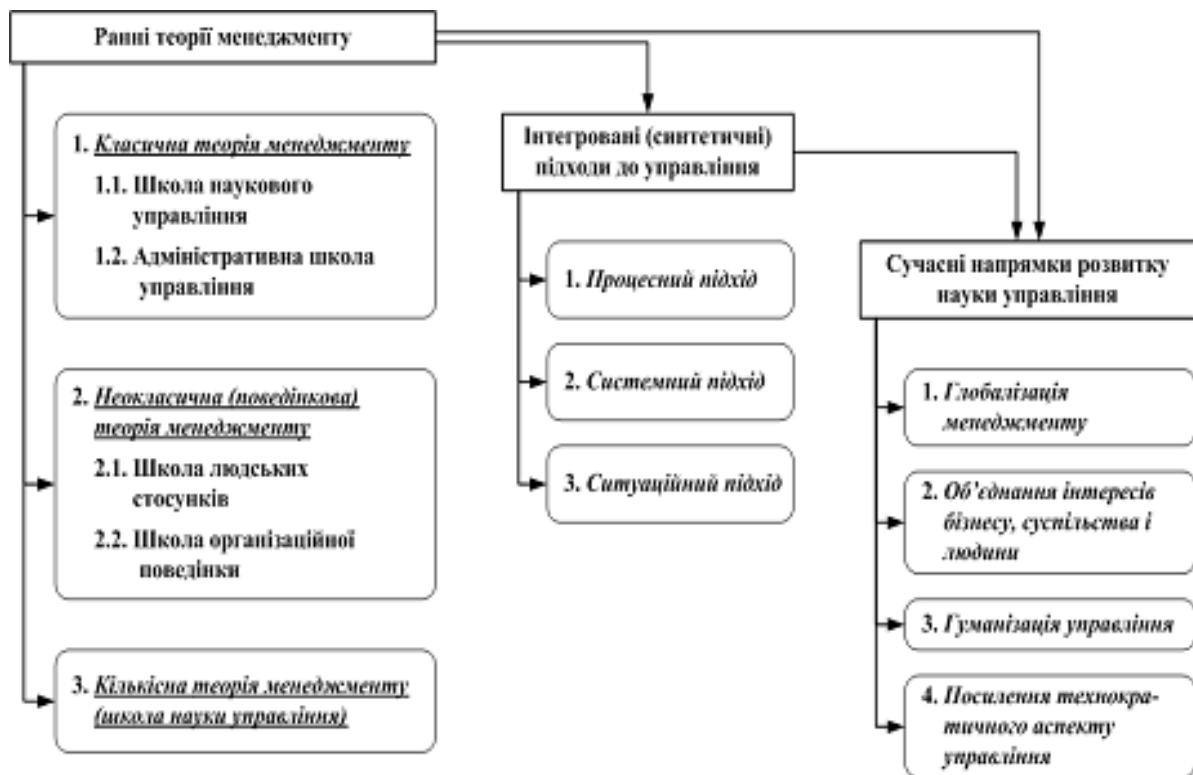 Ранні теорії менеджменту
1. Класична теорія менеджменту
1.1. Школа наукового
управління
1.2. Адміністративна школа
управління
2. Неокласична (поведінкова)
теорія менеджменту
2.1. Школа людських
стосунків
2.2. Школа організаційної
поведінки
3. Кількісна теорія менеджменту
(школа науки управління)
Інтегровані (синтетичні)
підходи до управління
1. Процесний підхід
2. Системний підхід
3. Ситуаційний підхід
Сучасні напрямки розвитку
науки управління
1. Глобалізація
менеджменту
2. Об’єднання інтересів
бізнесу, суспільства і
людини
3. Гуманізація управління
4. Посилення технокра-
тичного аспекту
управління